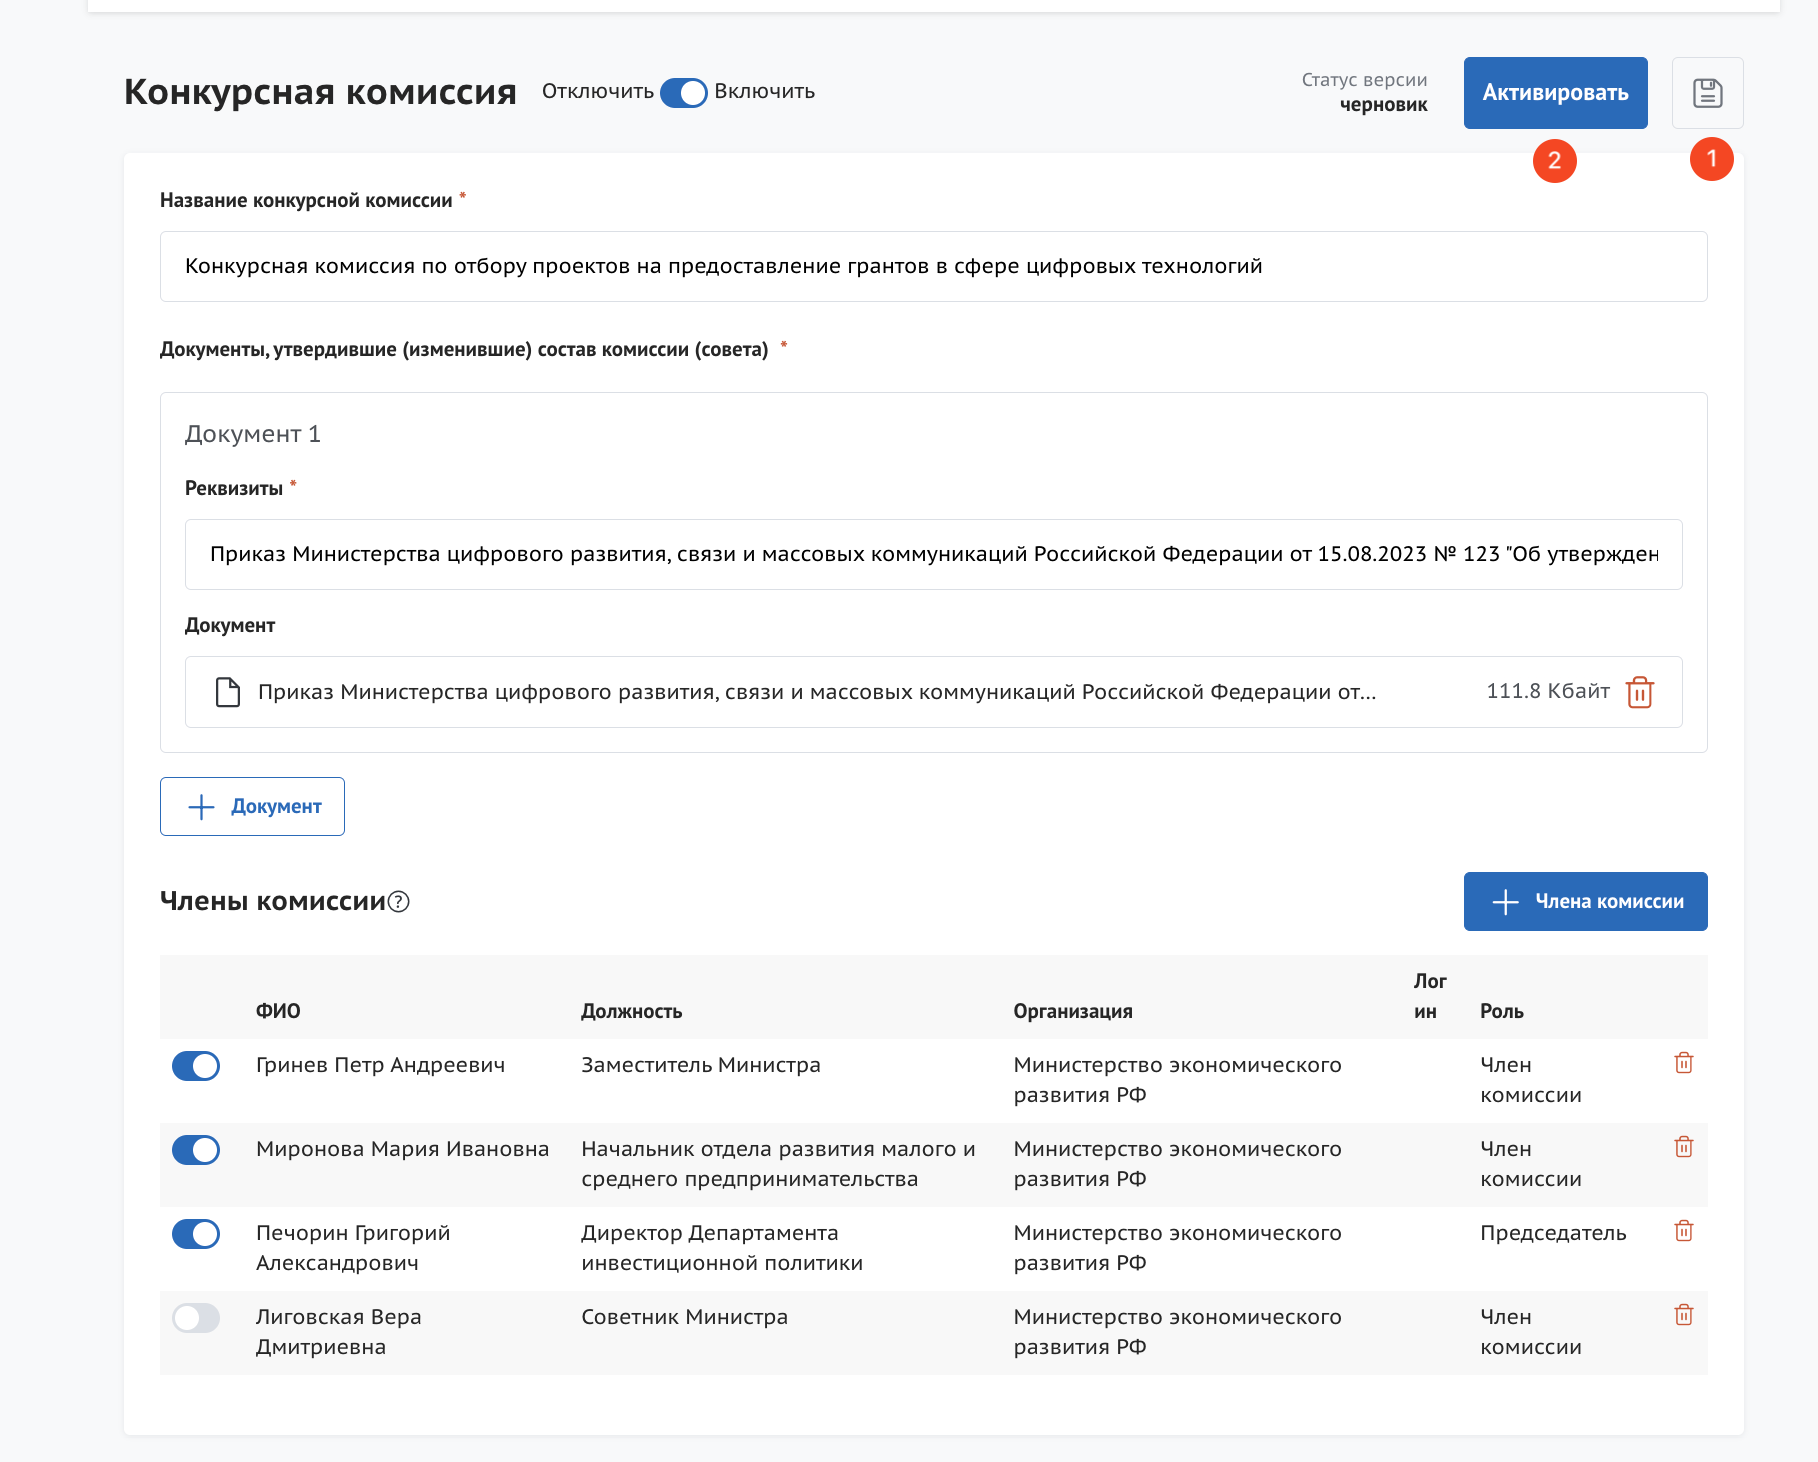 Конкурсная комиссия
Отключить Включить
Статус версии
черновик
Активировать
2
1
Название конкурсной комиссии *
Конкурсная комиссия по отбору проектов на предоставление грантов в сфере цифровых технологий
Документы, утвердившие (изменившие) состав комиссии (совета) *
Документ 1
Реквизиты *
Приказ Министерства цифрового развития, связи и массовых коммуникаций Российской Федерации от 15.08.2023 № 123 "Об утвержден
Документ
Приказ Министерства цифрового развития, связи и массовых коммуникаций Российской Федерации от...
111.8 Кбайт
Документ
Члены комиссии?
Члена комиссии
ФИО
Должность
Организация
Лог
ин
Роль
Гринев Петр Андреевич
Заместитель Министра
Министерство экономического
развития РФ
Член
комиссии
Миронова Мария Ивановна
Начальник отдела развития малого и
среднего предпринимательства
Министерство экономического
развития РФ
Член
комиссии
Печорин Григорий
Александрович
Директор Департамента
инвестиционной политики
Министерство экономического
развития РФ
Председатель
Лиговская Вера
Дмитриевна
Советник Министра
Министерство экономического
развития РФ
Член
комиссии